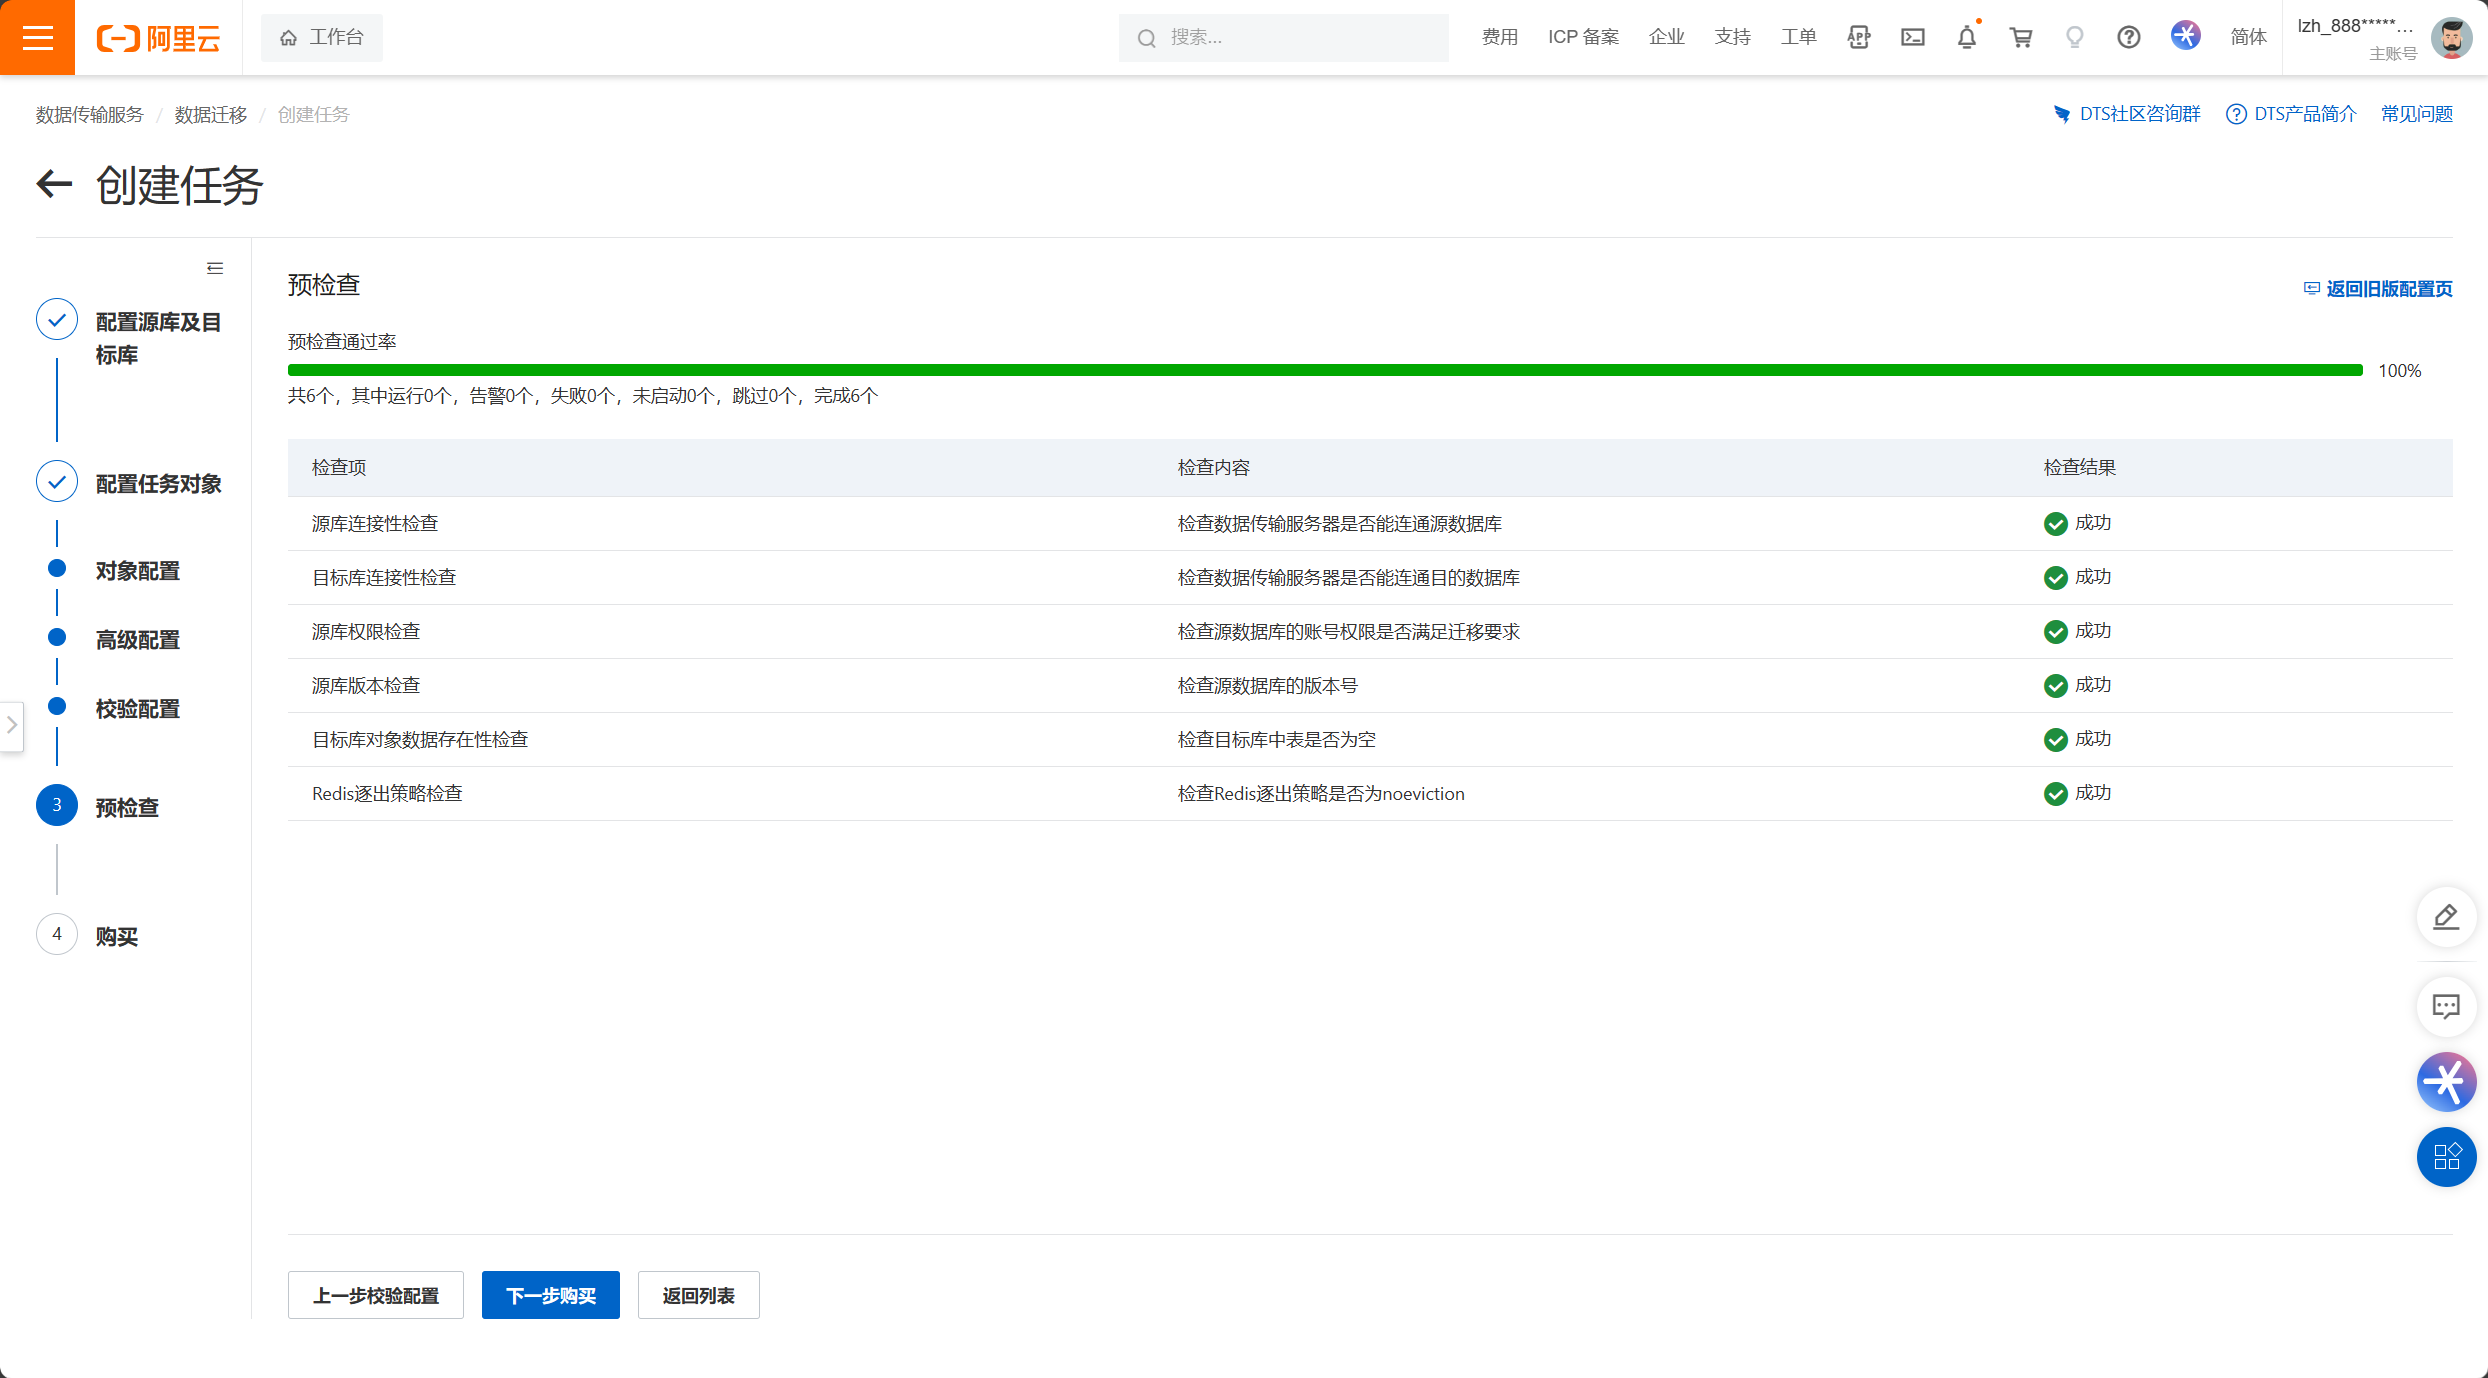 阿里云
工作台
搜索...
费用
ICP 备案
企业
支持
工单
APP
简体
lzh_888*****...
主账号
数据传输服务 / 数据迁移 / 创建任务
DTS社区咨询群
DTS产品简介
常见问题
创建任务
配置源库及目
标库
配置任务对象
对象配置
高级配置
校验配置
3
预检查
4
购买
预检查
返回旧版配置页
预检查通过率
100%
共6个，其中运行0个，告警0个，失败0个，未启动0个，跳过0个，完成6个
检查项 检查内容 检查结果
源库连接性检查 检查数据传输服务器是否能连通源数据库 成功
目标库连接性检查 检查数据传输服务器是否能连通目的数据库 成功
源库权限检查 检查源数据库的账号权限是否满足迁移要求 成功
源库版本检查 检查源数据库的版本号 成功
目标库对象数据存在性检查 检查目标库中表是否为空 成功
Redis逐出策略检查 检查Redis逐出策略是否为noeviction 成功
上一步校验配置
下一步购买
返回列表